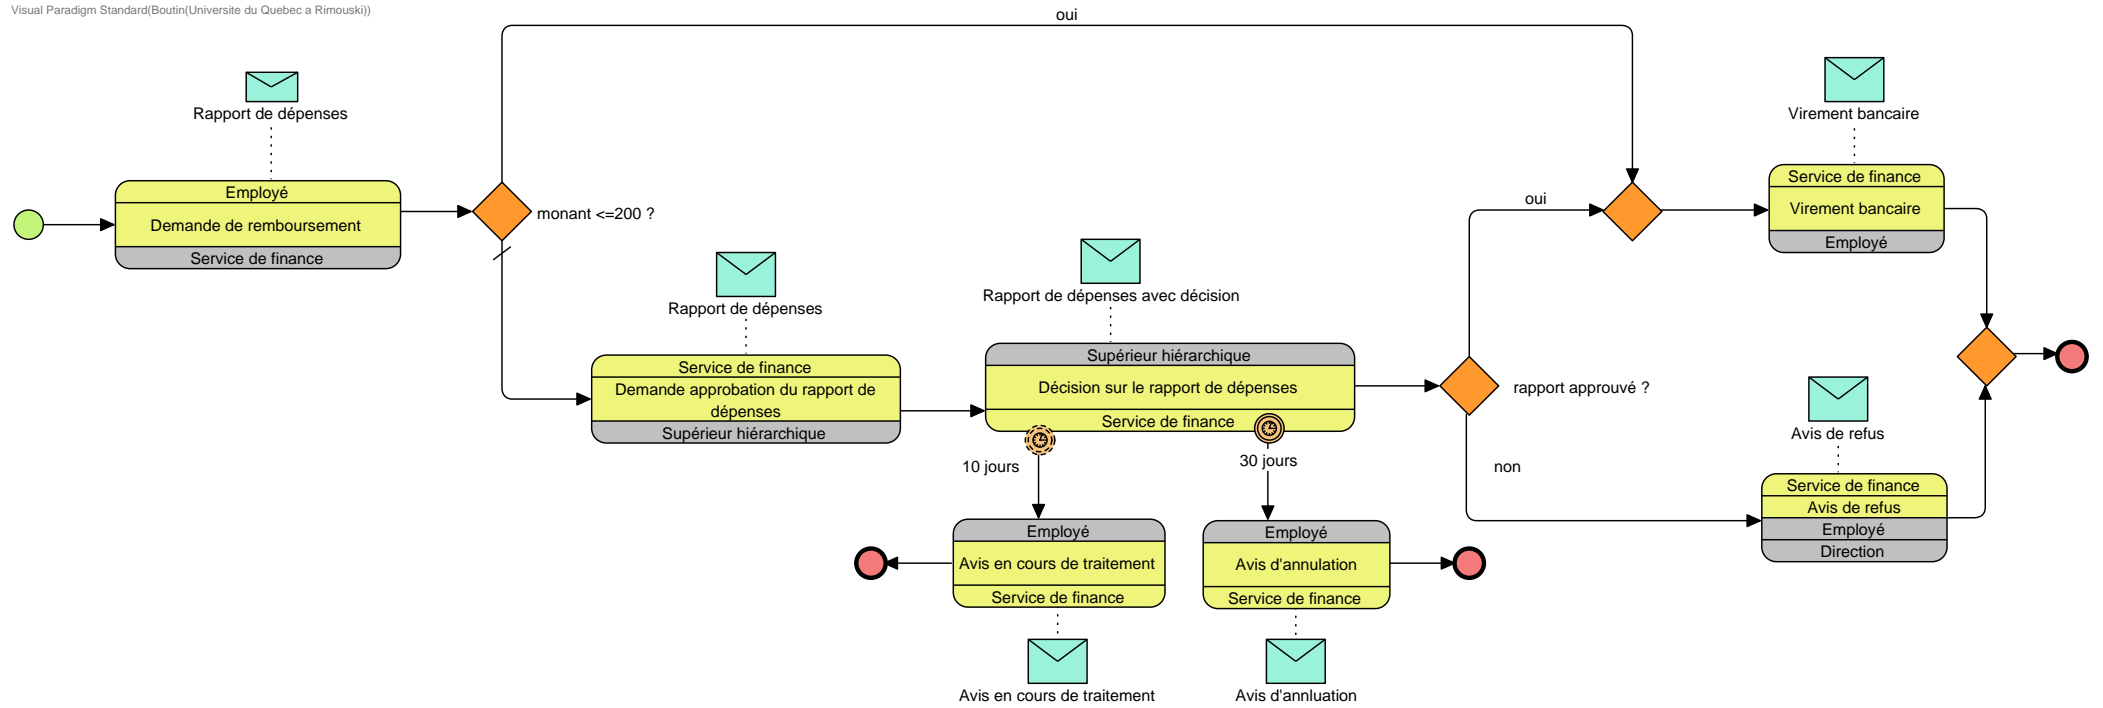 Visual Paradigm Standard(Boutin(Universite du Quebec a Rimouski))
oui
Rapport de dépenses
Employé
Demande de remboursement
Service de finance
monant <=200 ?
Rapport de dépenses
Service de finance
Demande approbation du rapport de
dépenses
Supérieur hiérarchique
Rapport de dépenses avec décision
Supérieur hiérarchique
Décision sur le rapport de dépenses
Service de finance
10 jours
30 jours
Employé
Avis en cours de traitement
Service de finance
Avis en cours de traitement
Employé
Avis d'annulation
Service de finance
Avis d'annluation
rapport approuvé ?
oui
non
Virement bancaire
Service de finance
Virement bancaire
Employé
Avis de refus
Service de finance
Avis de refus
Employé
Direction